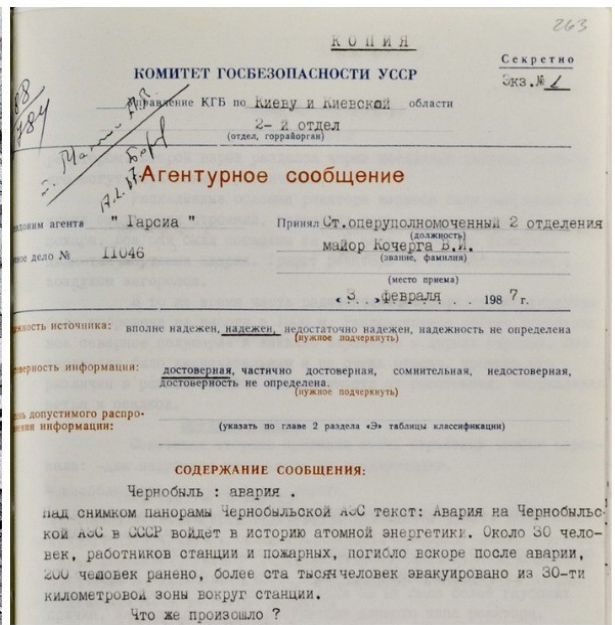 263
КОПИЯ
Секретно
Экз.№ 1
КОМИТЕТ ГОСБЕЗОПАСНОСТИ УССР
Управление КГБ по Киеву и Киевской области
2-й отдел
(отдел, горрайорган)
Агентурное сообщение
агента " Гарсиа "
Принял Ст.оперуполномоченный 2 отделения
(должность)
майор Кочерга В.И.
(звание, фамилия)
дело № 11046
(место приема)
« 3 . » февраля . . . 198 7 г.
источника: вполне надежен, надежен, недостаточно надежен, надежность не определена
(нужное подчеркнуть)
информации: достоверная, частично достоверная, сомнительная, недостоверная,
достоверность не определена.
(нужное подчеркнуть)
допустимого распро-
информации:
(указать по главе 2 раздела «Э» таблицы классификации)
СОДЕРЖАНИЕ СООБЩЕНИЯ:
Чернобыль : авария .
над снимком панорамы Чернобыльской АЭС текст: Авария на Чернобыльс-
кой АЭС в СССР войдет в историю атомной энергетики. Около 30 чело-
век, работников станции и пожарных, погибло вскоре после аварии,
200 человек ранено, более ста тысяч человек эвакуировано из 30-ти
километровой зоны вокруг станции.
Что же произошло ?